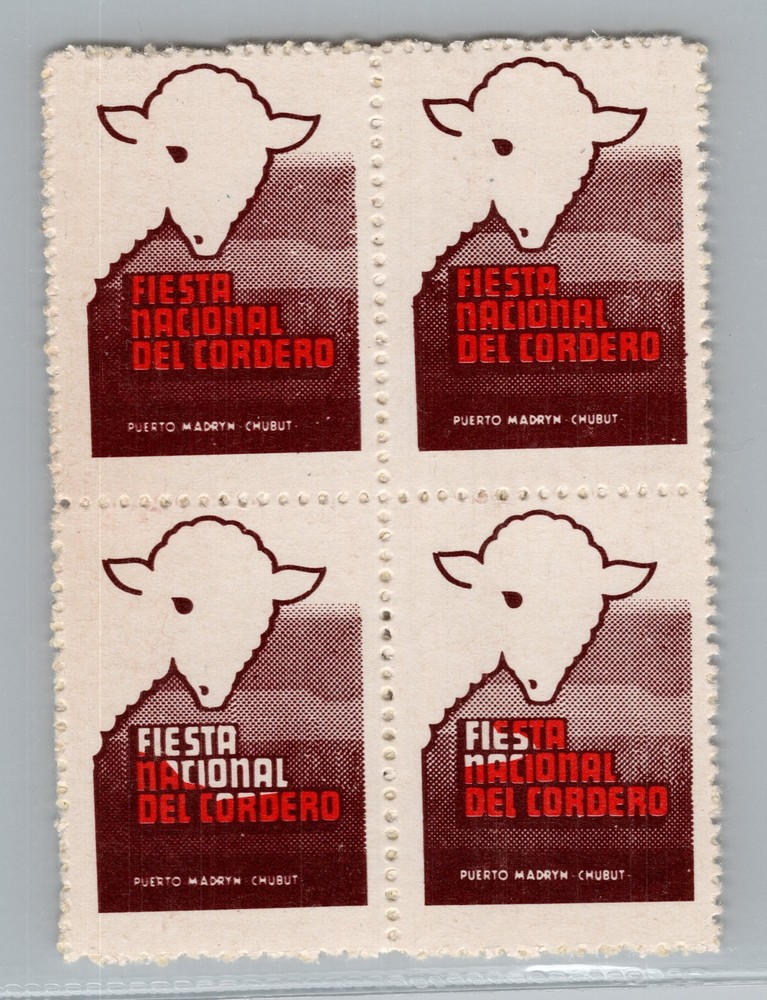 FIESTA
NACIONAL
DEL CORDERO
PUERTO MADRYN - CHUBUT -
FIESTA
NACIONAL
DEL CORDERO
PUERTO MADRYN - CHUBUT -
FIESTA
NACIONAL
DEL CORDERO
PUERTO MADRYN - CHUBUT -
FIESTA
NACIONAL
DEL CORDERO
PUERTO MADRYN - CHUBUT -